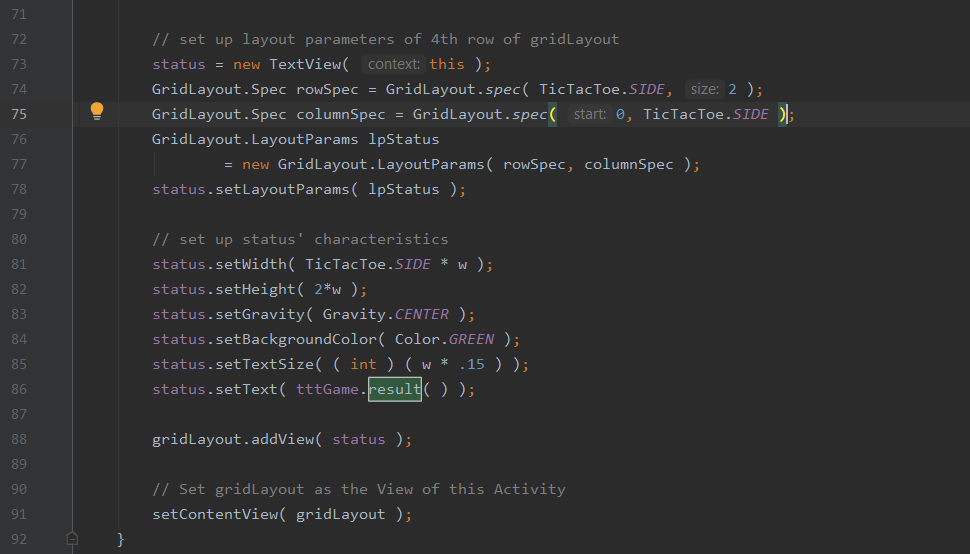 71
72 // set up layout parameters of 4th row of gridLayout
73 status = new TextView( context: this );
74 GridLayout.Spec rowSpec = GridLayout.spec( TicTacToe.SIDE, size: 2 );
75 GridLayout.Spec columnSpec = GridLayout.spec( start: 0, TicTacToe.SIDE );
76 GridLayout.LayoutParams lpStatus
77 = new GridLayout.LayoutParams( rowSpec, columnSpec );
78 status.setLayoutParams( lpStatus );
79
80 // set up status' characteristics
81 status.setWidth( TicTacToe.SIDE * w );
82 status.setHeight( 2*w );
83 status.setGravity( Gravity.CENTER );
84 status.setBackgroundColor( Color.GREEN );
85 status.setTextSize( ( int ) ( w * .15 ) );
86 status.setText( tttGame.result( ) );
87
88 gridLayout.addView( status );
89
90 // Set gridLayout as the View of this Activity
91 setContentView( gridLayout );
92 }